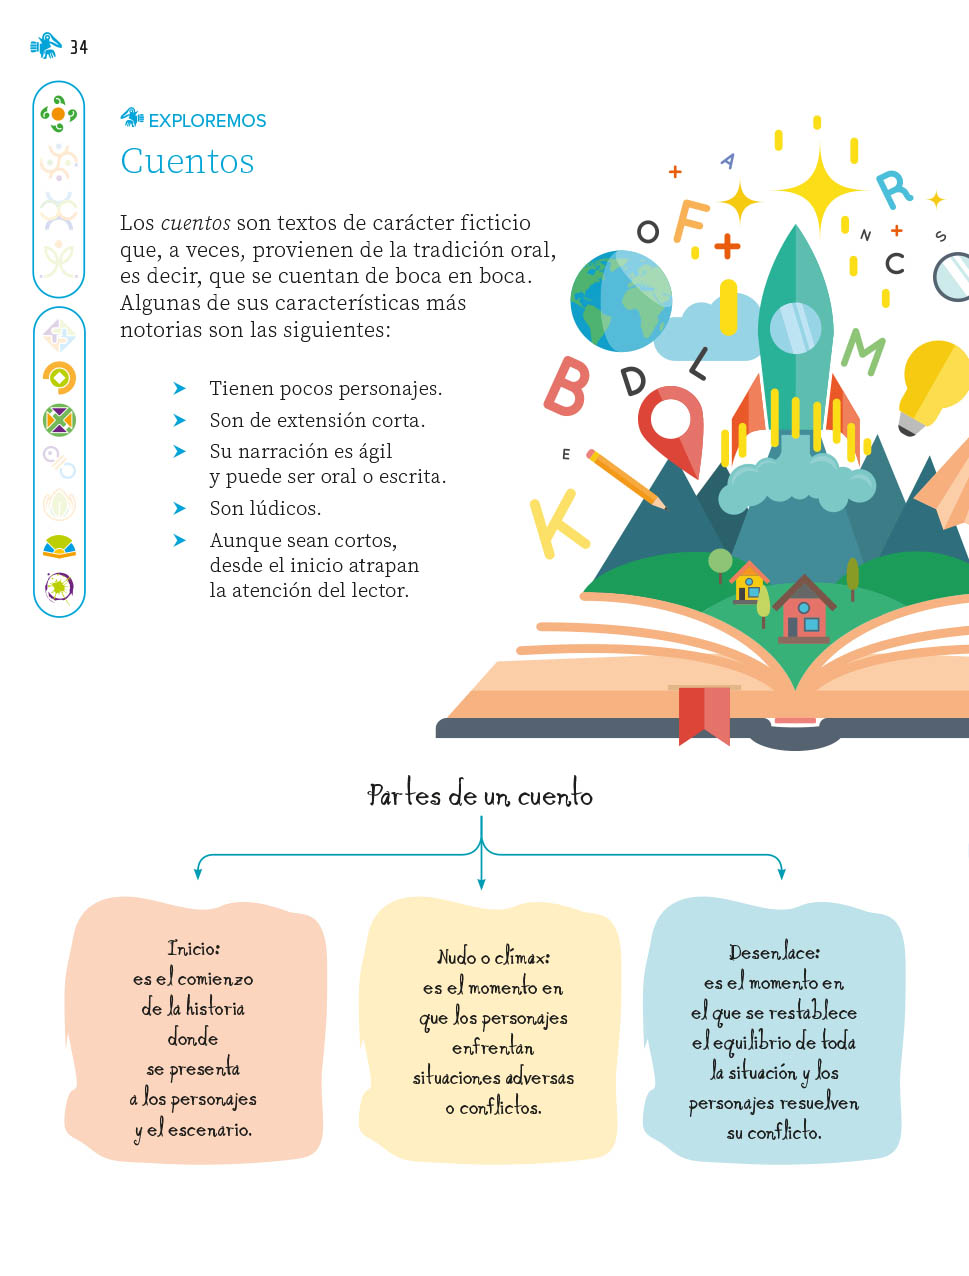 34
EXPLOREMOS
Cuentos
Los cuentos son textos de carácter ficticio
que, a veces, provienen de la tradición oral,
es decir, que se cuentan de boca en boca.
Algunas de sus características más
notorias son las siguientes:
Tienen pocos personajes.
Son de extensión corta.
Su narración es ágil
y puede ser oral o escrita.
Son lúdicos.
Aunque sean cortos,
desde el inicio atrapan
la atención del lector.
A
R
F
O
N
S
C
M
L
D
B
E
K
Partes de un cuento
Inicio:
es el comienzo
de la historia
donde
se presenta
a los personajes
y el escenario.
Nudo o clímax:
es el momento en
que los personajes
enfrentan
situaciones adversas
o conflictos.
Desenlace:
es el momento en
el que se restablece
el equilibrio de toda
la situación y los
personajes resuelven
su conflicto.